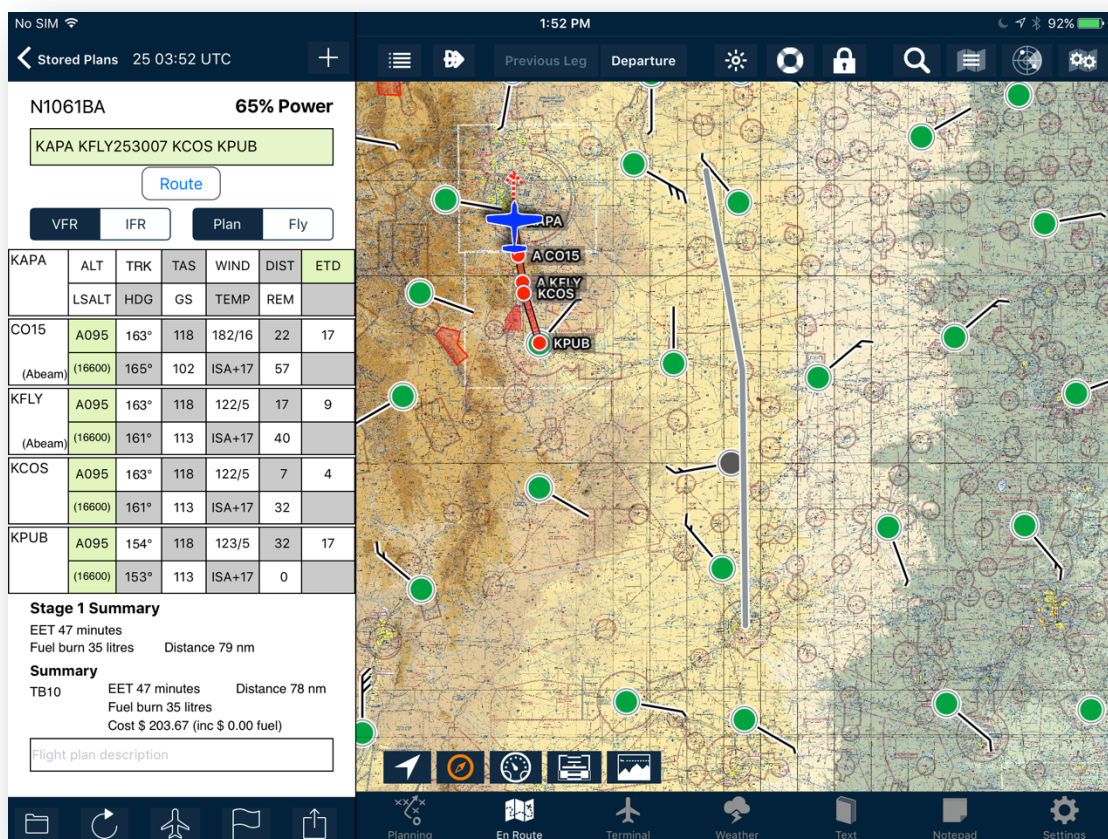 No SIM 1:52 PM 92%
Stored Plans 25 03:52 UTC +
Previous Leg Departure
N1061BA 65% Power
KAPA KFLY253007 KCOS KPUB
Route
VFR IFR Plan Fly
KAPA ALT TRK TAS WIND DIST ETD
LSALT HDG GS TEMP REM
CO15 A095 163° 118 182/16 22 17
(Abeam) (16600) 165° 102 ISA+17 57
KFLY A095 163° 118 122/5 17 9
(Abeam) (16600) 161° 113 ISA+17 40
KCOS A095 163° 118 122/5 7 4
(16600) 161° 113 ISA+17 32
KPUB A095 154° 118 123/5 32 17
(16600) 153° 113 ISA+17 0
Stage 1 Summary
EET 47 minutes
Fuel burn 35 litres Distance 79 nm
Summary
TB10 EET 47 minutes Distance 78 nm
Fuel burn 35 litres
Cost $ 203.67 (inc $ 0.00 fuel)
Flight plan description
A CO15
A KFLY
KCOS
KPUB
Planning En Route Terminal Weather Text Notepad Settings